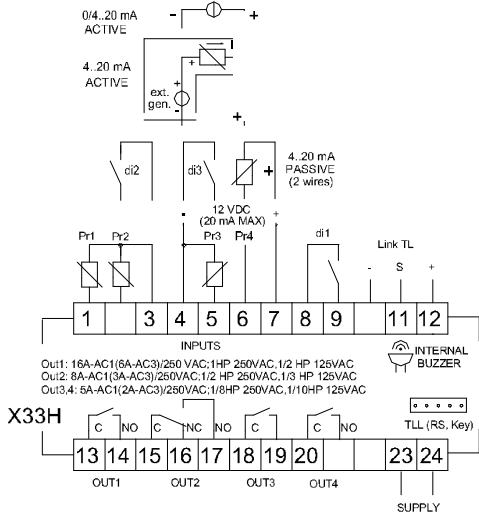 0/4..20 mA
ACTIVE
- +
4..20 mA
ACTIVE
I
+
+
ext.
gen.
-
+,
di2
di3
+
4..20 mA
PASSIVE
(2 wires)
- 12 VDC +
(20 mA MAX)
di1
Pr1 Pr2 Pr3 Pr4
Link TL
- S +
1 3 4 5 6 7 8 9 11 12
INPUTS
INTERNAL
BUZZER
Out1: 16A-AC1(6A-AC3)/250 VAC;1HP 250VAC,1/2 HP 125VAC
Out2: 8A-AC1(3A-AC3)/250VAC;1/2 HP 250VAC,1/3 HP 125VAC
Out3,4: 5A-AC1(2A-AC3)/250VAC;1/8HP 250VAC,1/10HP 125VAC
X33H
C NO C NC NO C NO C NO
TLL (RS, Key)
13 14 15 16 17 18 19 20 23 24
OUT1 OUT2 OUT3 OUT4
SUPPLY